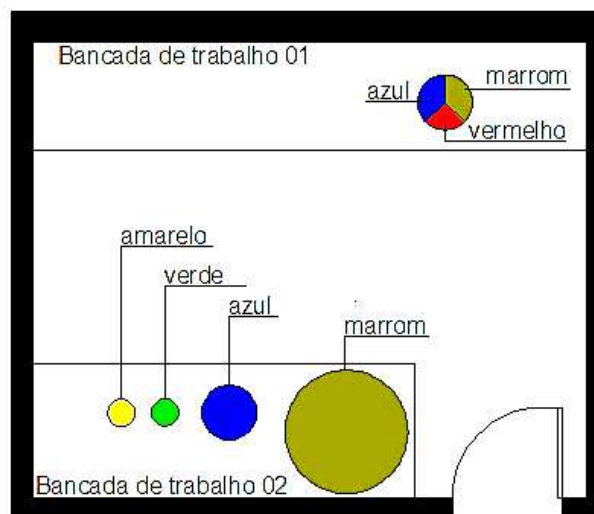 Bancada de trabalho 01
marrom
azul
vermelho
amarelo
verde
azul
marrom
Bancada de trabalho 02